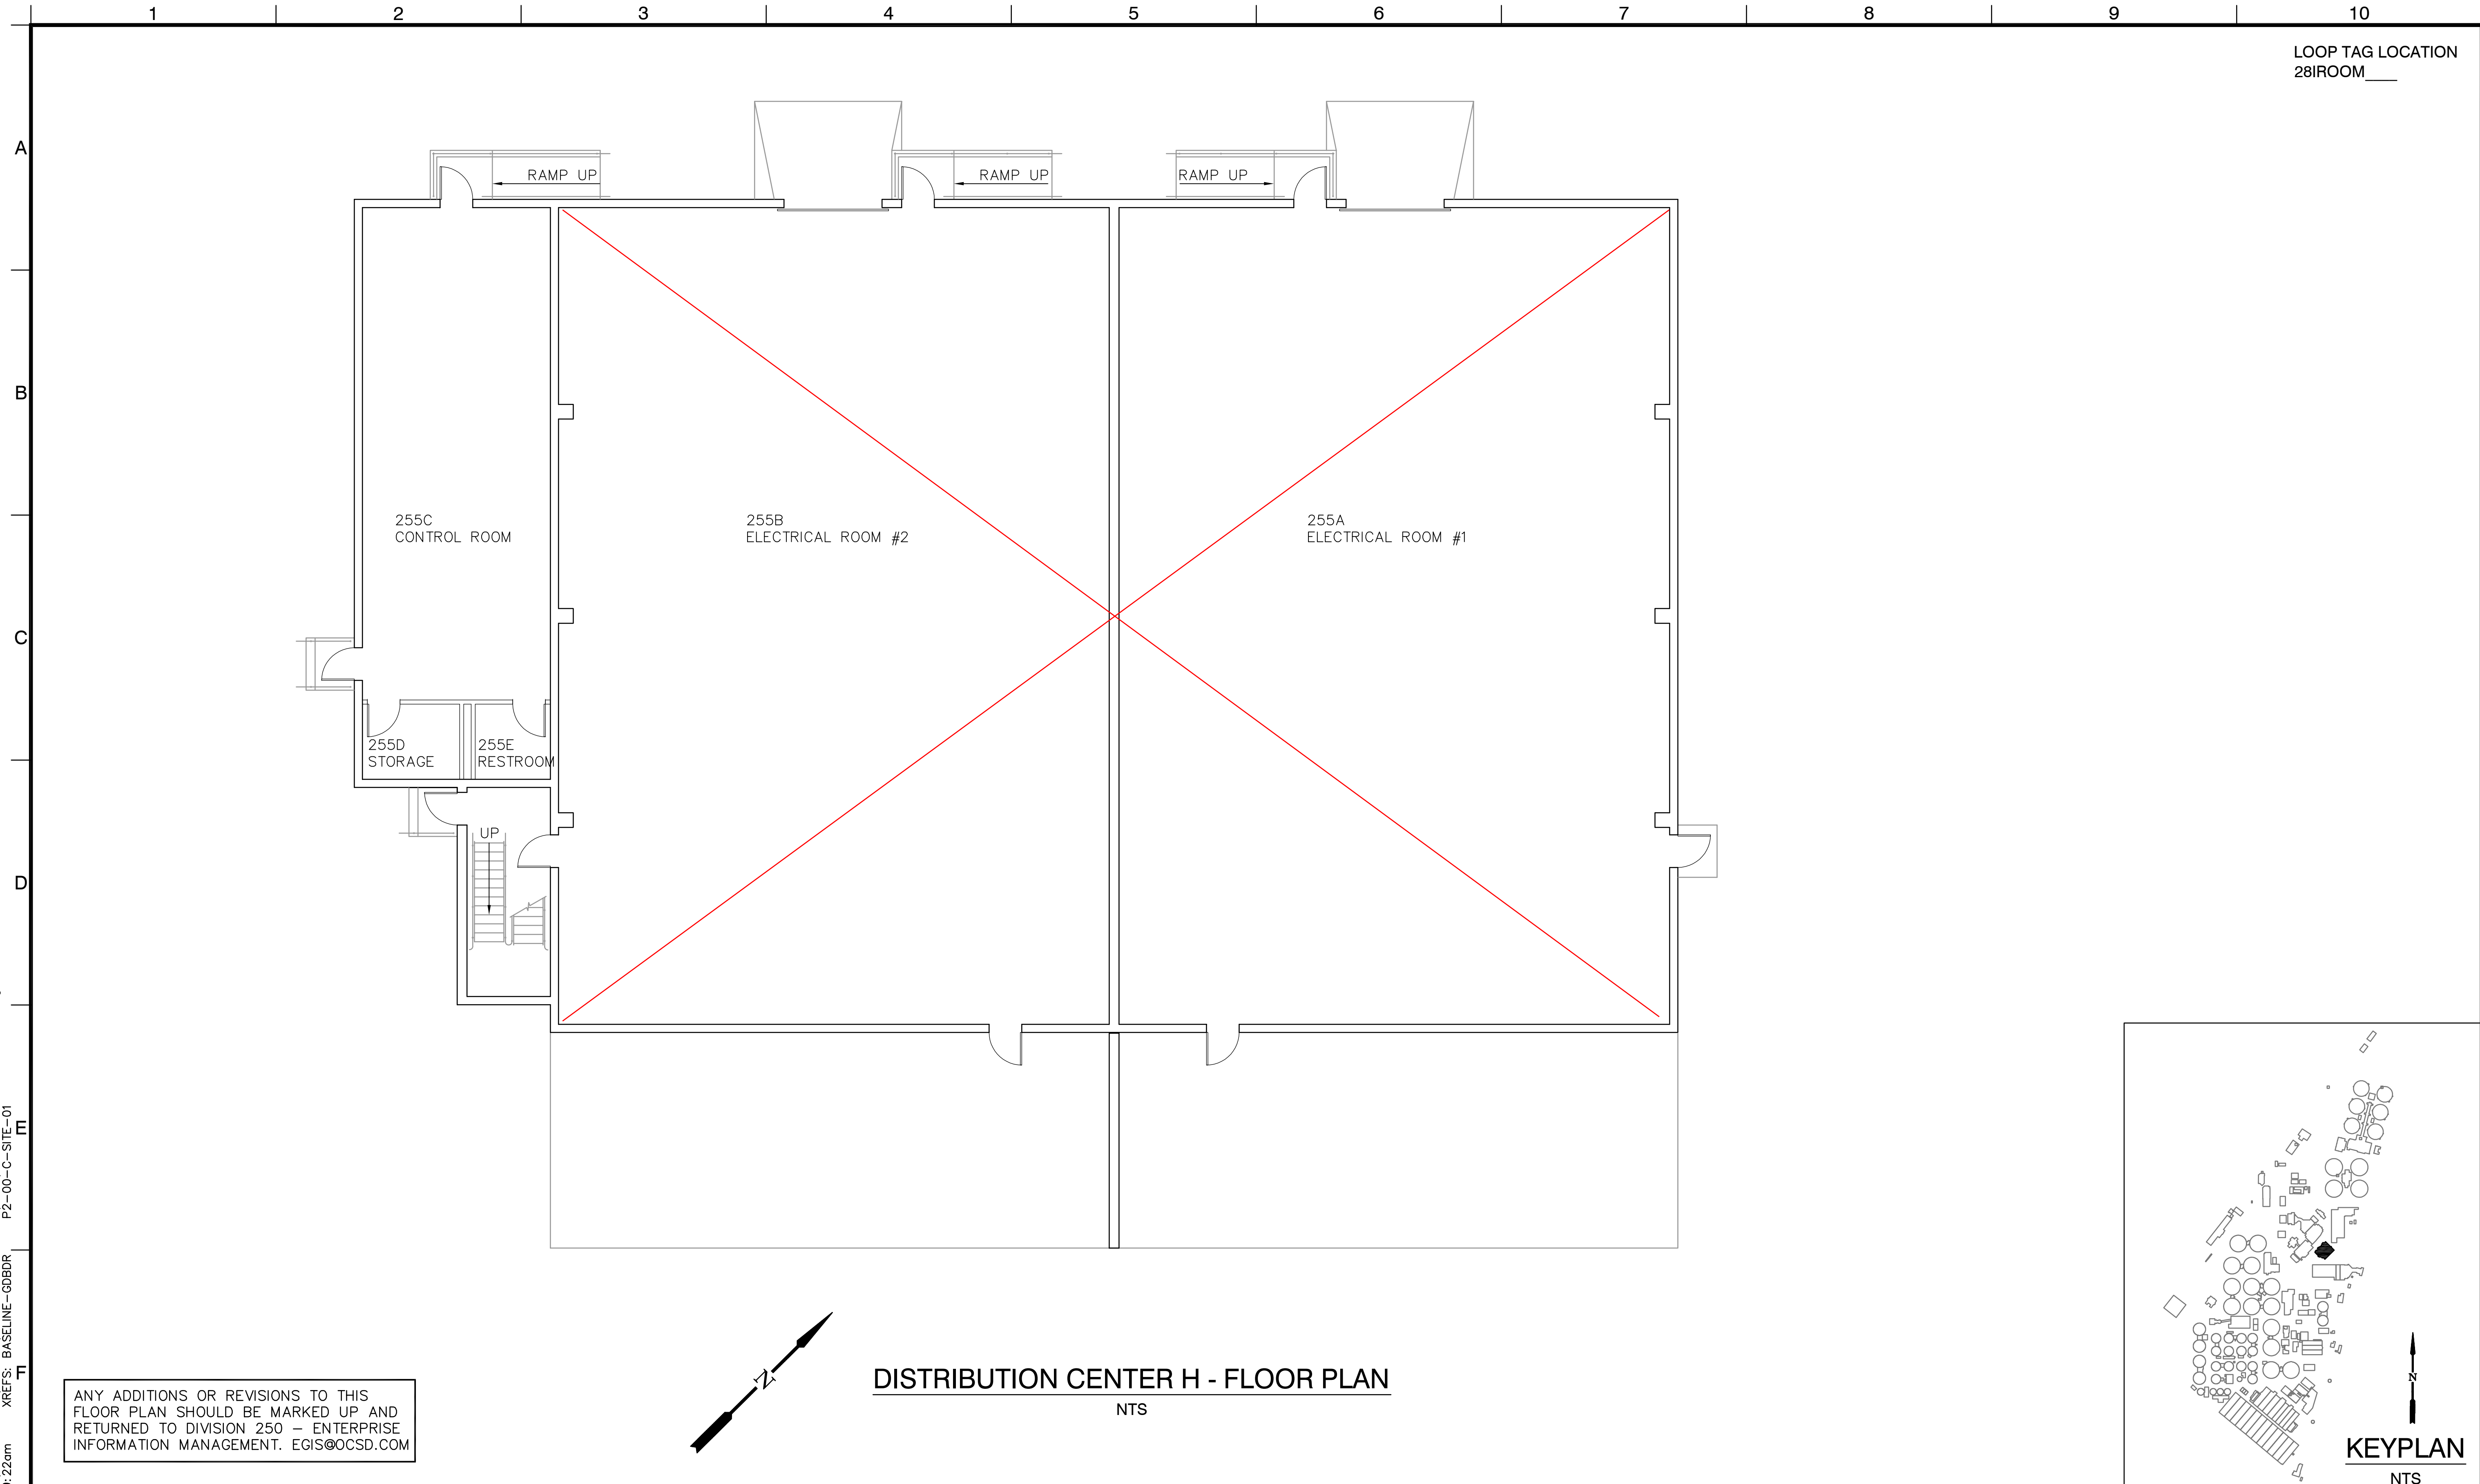 1 2 3 4 5 6 7 8 9 10
LOOP TAG LOCATION
28IROOM____
A
RAMP UP
RAMP UP
RAMP UP
B
255C
CONTROL ROOM
255B
ELECTRICAL ROOM #2
255A
ELECTRICAL ROOM #1
C
255D
STORAGE
255E
RESTROOM
UP
D
E
P2-00-C-SITE-01
XREFS: BASELINE-GDBDR
F
N
DISTRIBUTION CENTER H - FLOOR PLAN
NTS
ANY ADDITIONS OR REVISIONS TO THIS
FLOOR PLAN SHOULD BE MARKED UP AND
RETURNED TO DIVISION 250 – ENTERPRISE
INFORMATION MANAGEMENT. EGIS@OCSD.COM
N
KEYPLAN
NTS